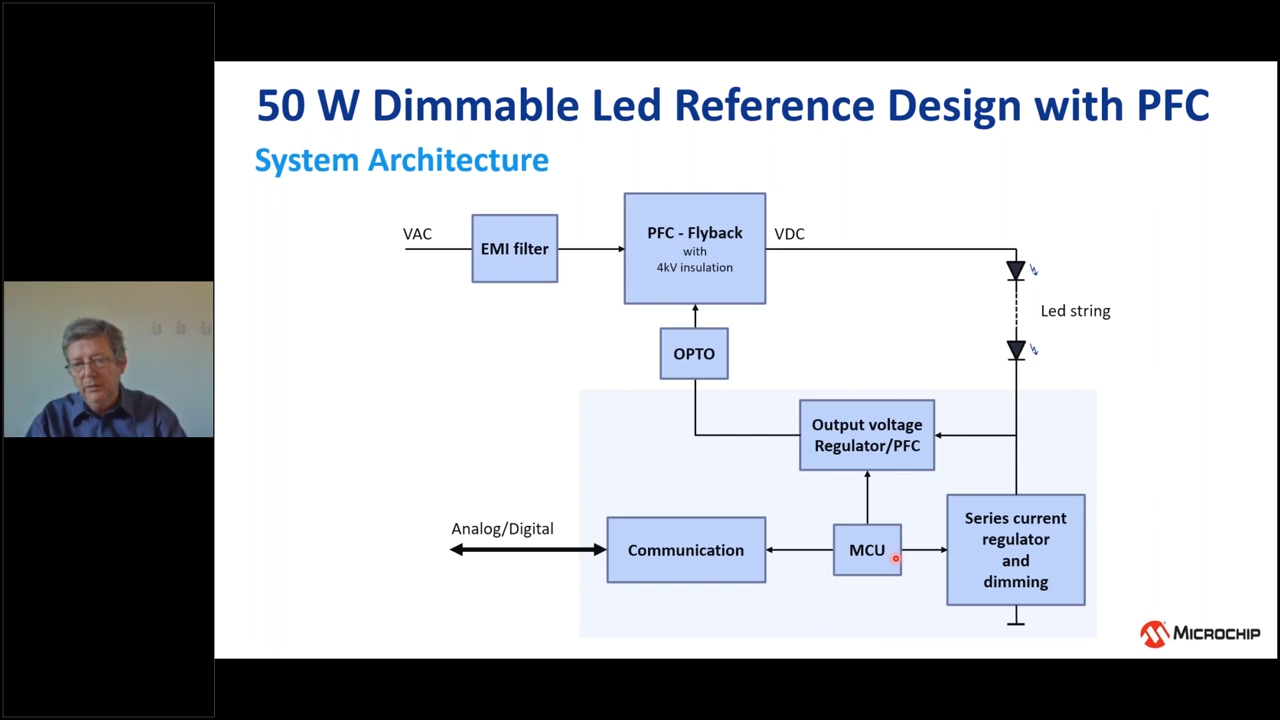 50 W Dimmable Led Reference Design with PFC
System Architecture
VAC
EMI filter
PFC - Flyback
with
4kV insulation
VDC
Led string
OPTO
Output voltage
Regulator/PFC
Analog/Digital
Communication
MCU
Series current
regulator
and
dimming
MICROCHIP